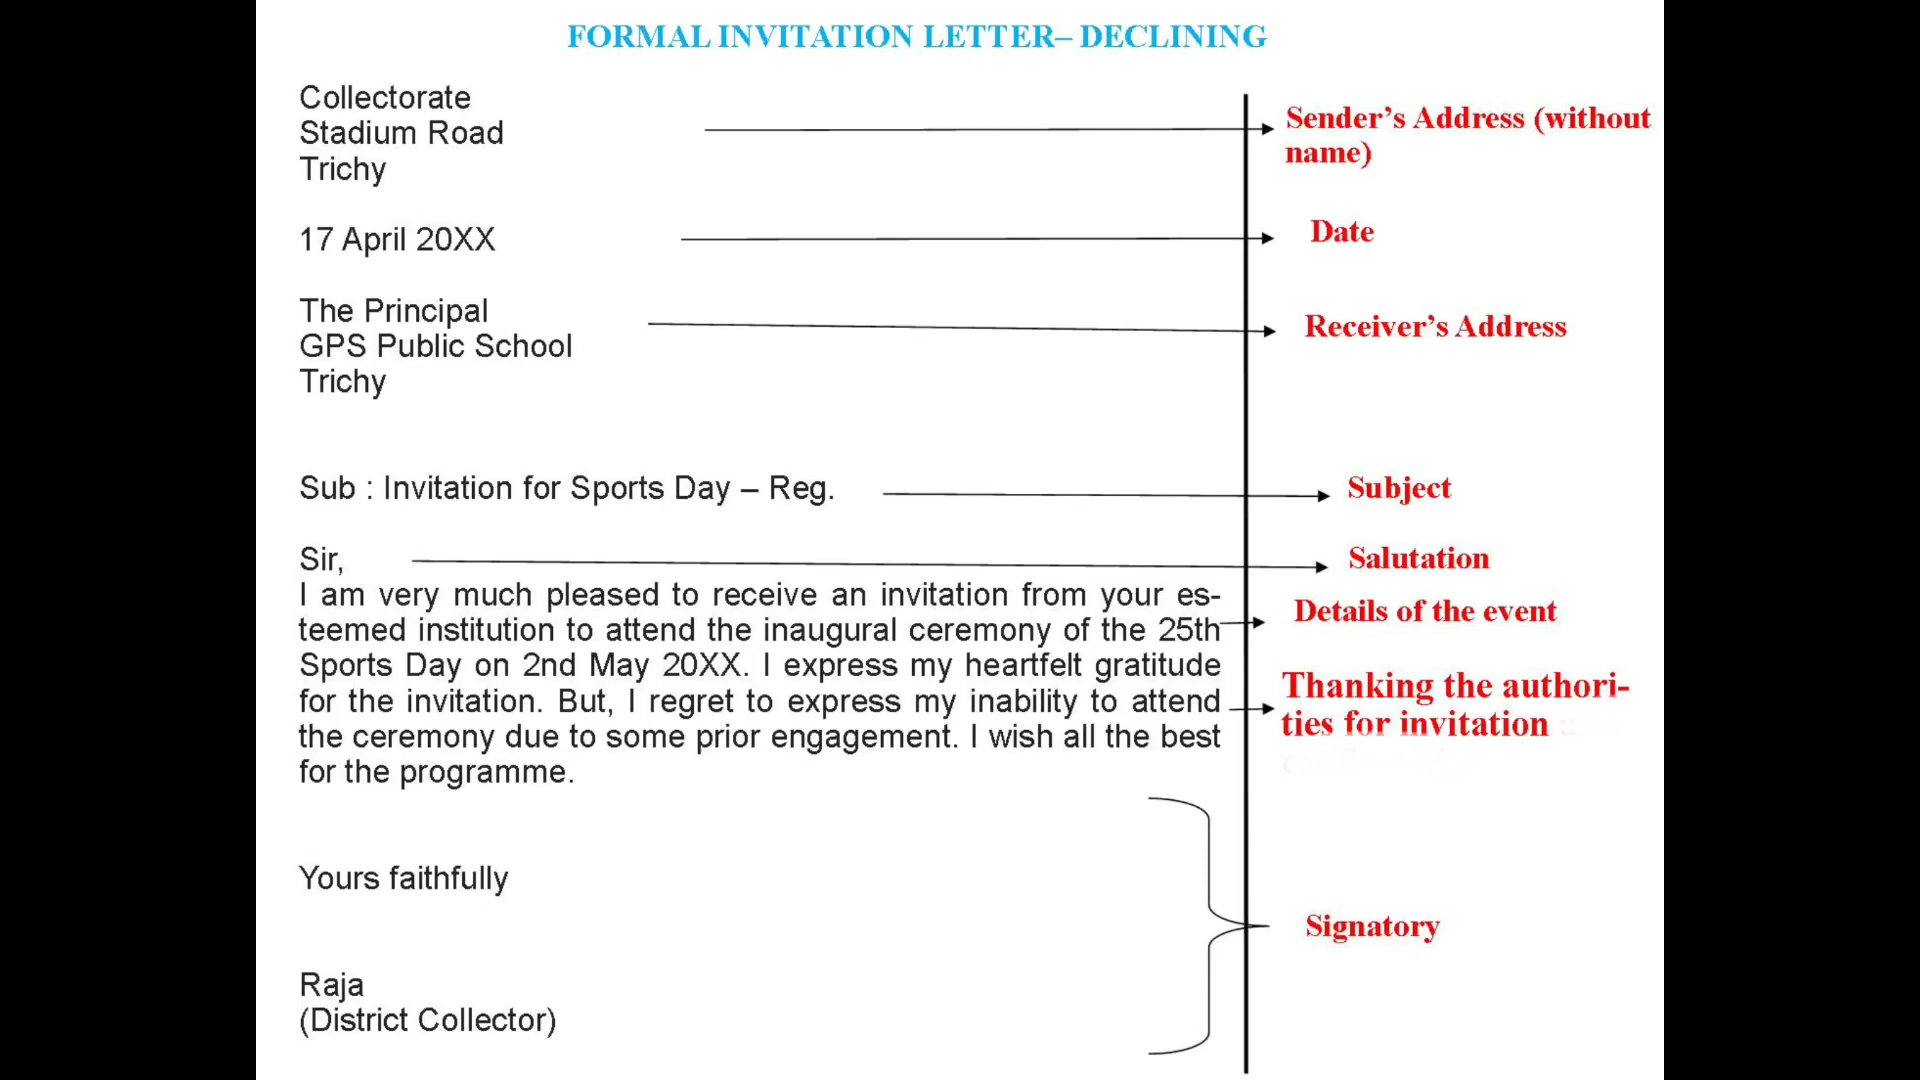 FORMAL INVITATION LETTER– DECLINING
Collectorate
Stadium Road
Trichy
Sender’s Address (without
name)
17 April 20XX
Date
The Principal
GPS Public School
Trichy
Receiver’s Address
Sub : Invitation for Sports Day – Reg.
Subject
Sir,
Salutation
I am very much pleased to receive an invitation from your es-
teemed institution to attend the inaugural ceremony of the 25th
Sports Day on 2nd May 20XX. I express my heartfelt gratitude
for the invitation. But, I regret to express my inability to attend
the ceremony due to some prior engagement. I wish all the best
for the programme.
Details of the event
Thanking the authori-
ties for invitation
Yours faithfully
Raja
(District Collector)
Signatory